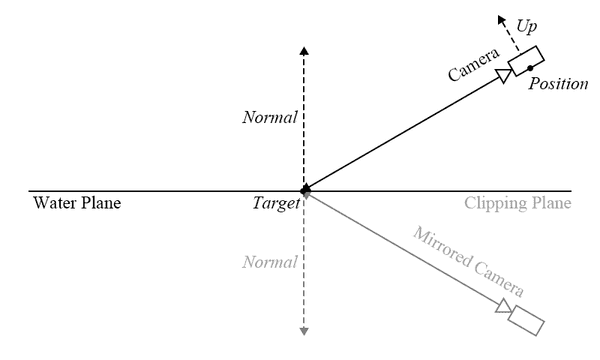 Up
Camera
Position
Normal
Water Plane
Target
Clipping Plane
Normal
Mirrored Camera